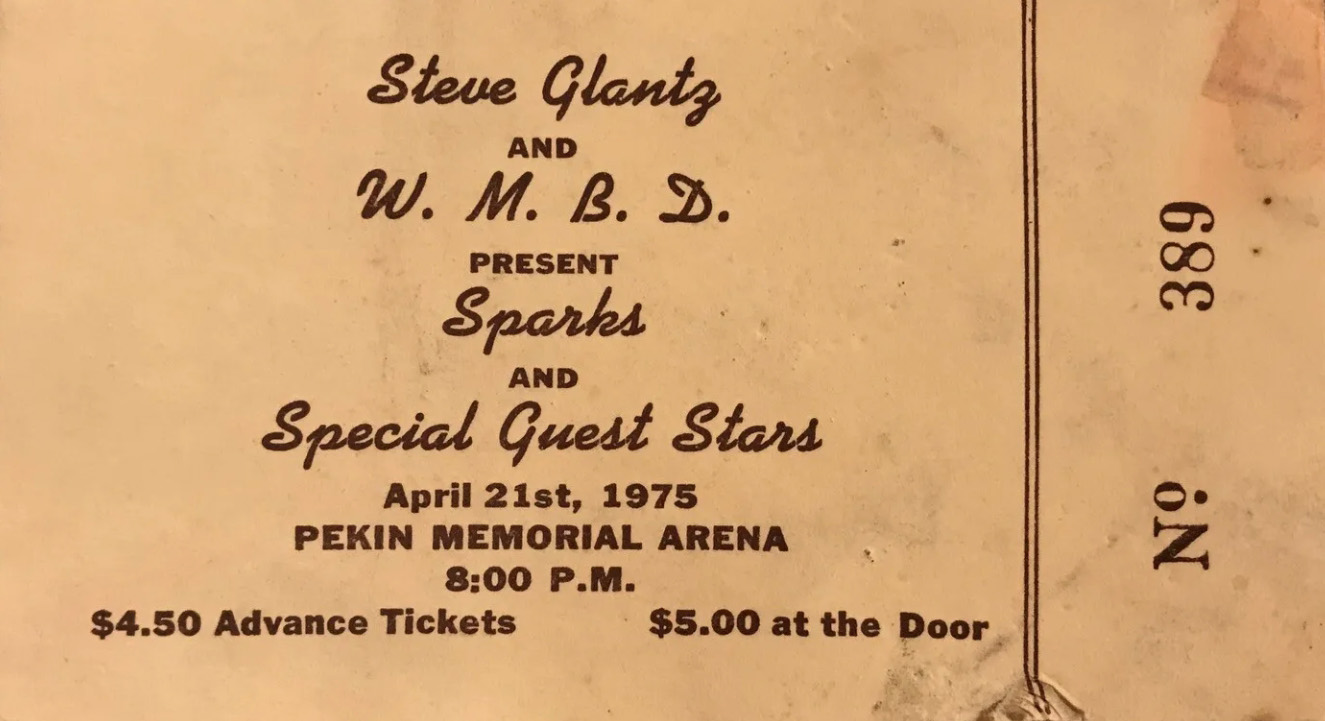 Steve Glantz
AND
W. M. B. D.
PRESENT
Sparks
AND
Special Guest Stars
April 21st, 1975
PEKIN MEMORIAL ARENA
8:00 P.M.
$4.50 Advance Tickets $5.00 at the Door
Nº 389